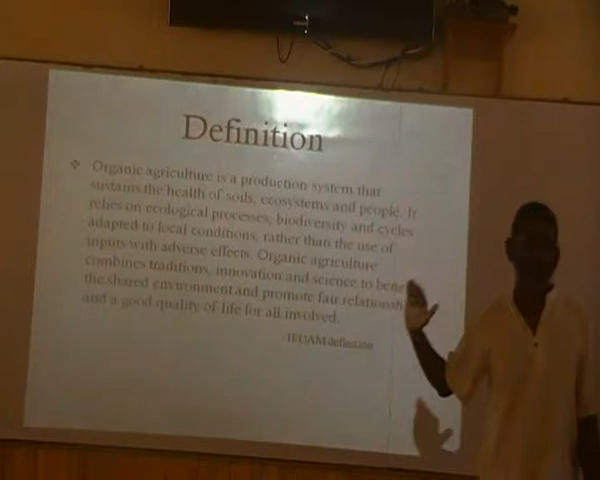 Definition
❖ Organic agriculture is a production system that
sustains the health of soils, ecosystems and people. It
relies on ecological processes, biodiversity and cycles
adapted to local conditions, rather than the use of
inputs with adverse effects. Organic agriculture
combines traditions, innovation and science to bene
the shared environment and promote fair relationsh
and a good quality of life for all involved.
IFOAM definition